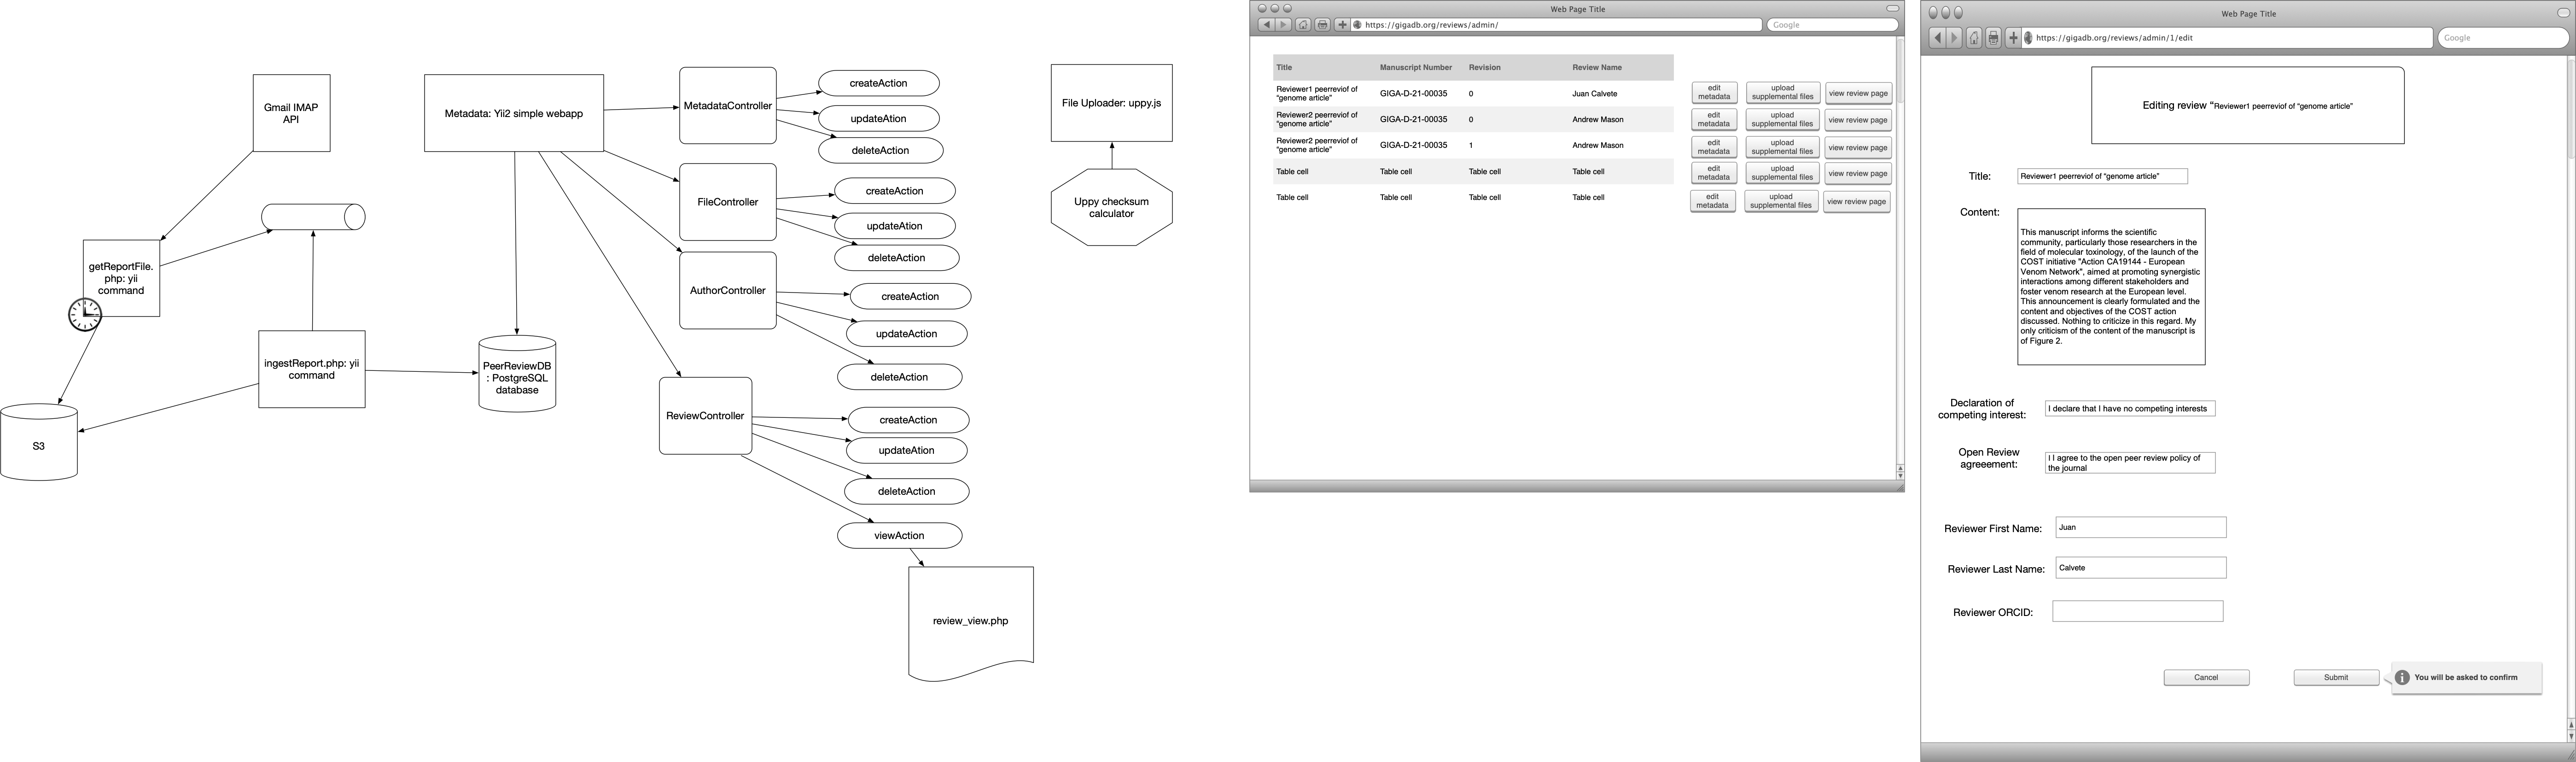 Gmail IMAP
API
getReportFile.
php: yii
command
ingestReport.php: yii
command
S3
Metadata: Yii2 simple webapp
PeerReviewDB
: PostgreSQL
database
MetadataController
createAction
updateAtion
deleteAction
FileController
createAction
updateAtion
deleteAction
AuthorController
createAction
updateAtion
deleteAction
ReviewController
createAction
updateAtion
deleteAction
viewAction
review_view.php
File Uploader: uppy.js
Uppy checksum
calculator
Web Page Title
https://gigadb.org/reviews/admin/
Google
Title Manuscript Number Revision Review Name
Reviewer1 peerreviof of
“genome article”
GIGA-D-21-00035 0 Juan Calvete
edit
metadata
upload
supplemental files
view review page
Reviewer2 peerreviof of
“genome article”
GIGA-D-21-00035 0 Andrew Mason
edit
metadata
upload
supplemental files
view review page
Reviewer2 peerreviof of
“genome article”
GIGA-D-21-00035 1 Andrew Mason
edit
metadata
upload
supplemental files
view review page
Table cell Table cell Table cell Table cell
edit
metadata
upload
supplemental files
view review page
Table cell Table cell Table cell Table cell
edit
metadata
upload
supplemental files
view review page
Web Page Title
https://gigadb.org/reviews/admin/1/edit
Google
Editing review “Reviewer1 peerreviof of “genome article”
Title:
Reviewer1 peerreviof of “genome article”
Content:
This manuscript informs the scientific
community, particularly those researchers in the
field of molecular toxinology, of the launch of the
COST initiative "Action CA19144 - European
Venom Network", aimed at promoting synergistic
interactions among different stakeholders and
foster venom research at the European level.
This announcement is clearly formulated and the
content and objectives of the COST action
discussed. Nothing to criticize in this regard. My
only criticism of the content of the manuscript is
of Figure 2.
Declaration of
competing interest:
I declare that I have no competing interests
Open Review
agreeement:
I I agree to the open peer review policy of
the journal
Reviewer First Name:
Juan
Reviewer Last Name:
Calvete
Reviewer ORCID:
Cancel
Submit
You will be asked to confirm